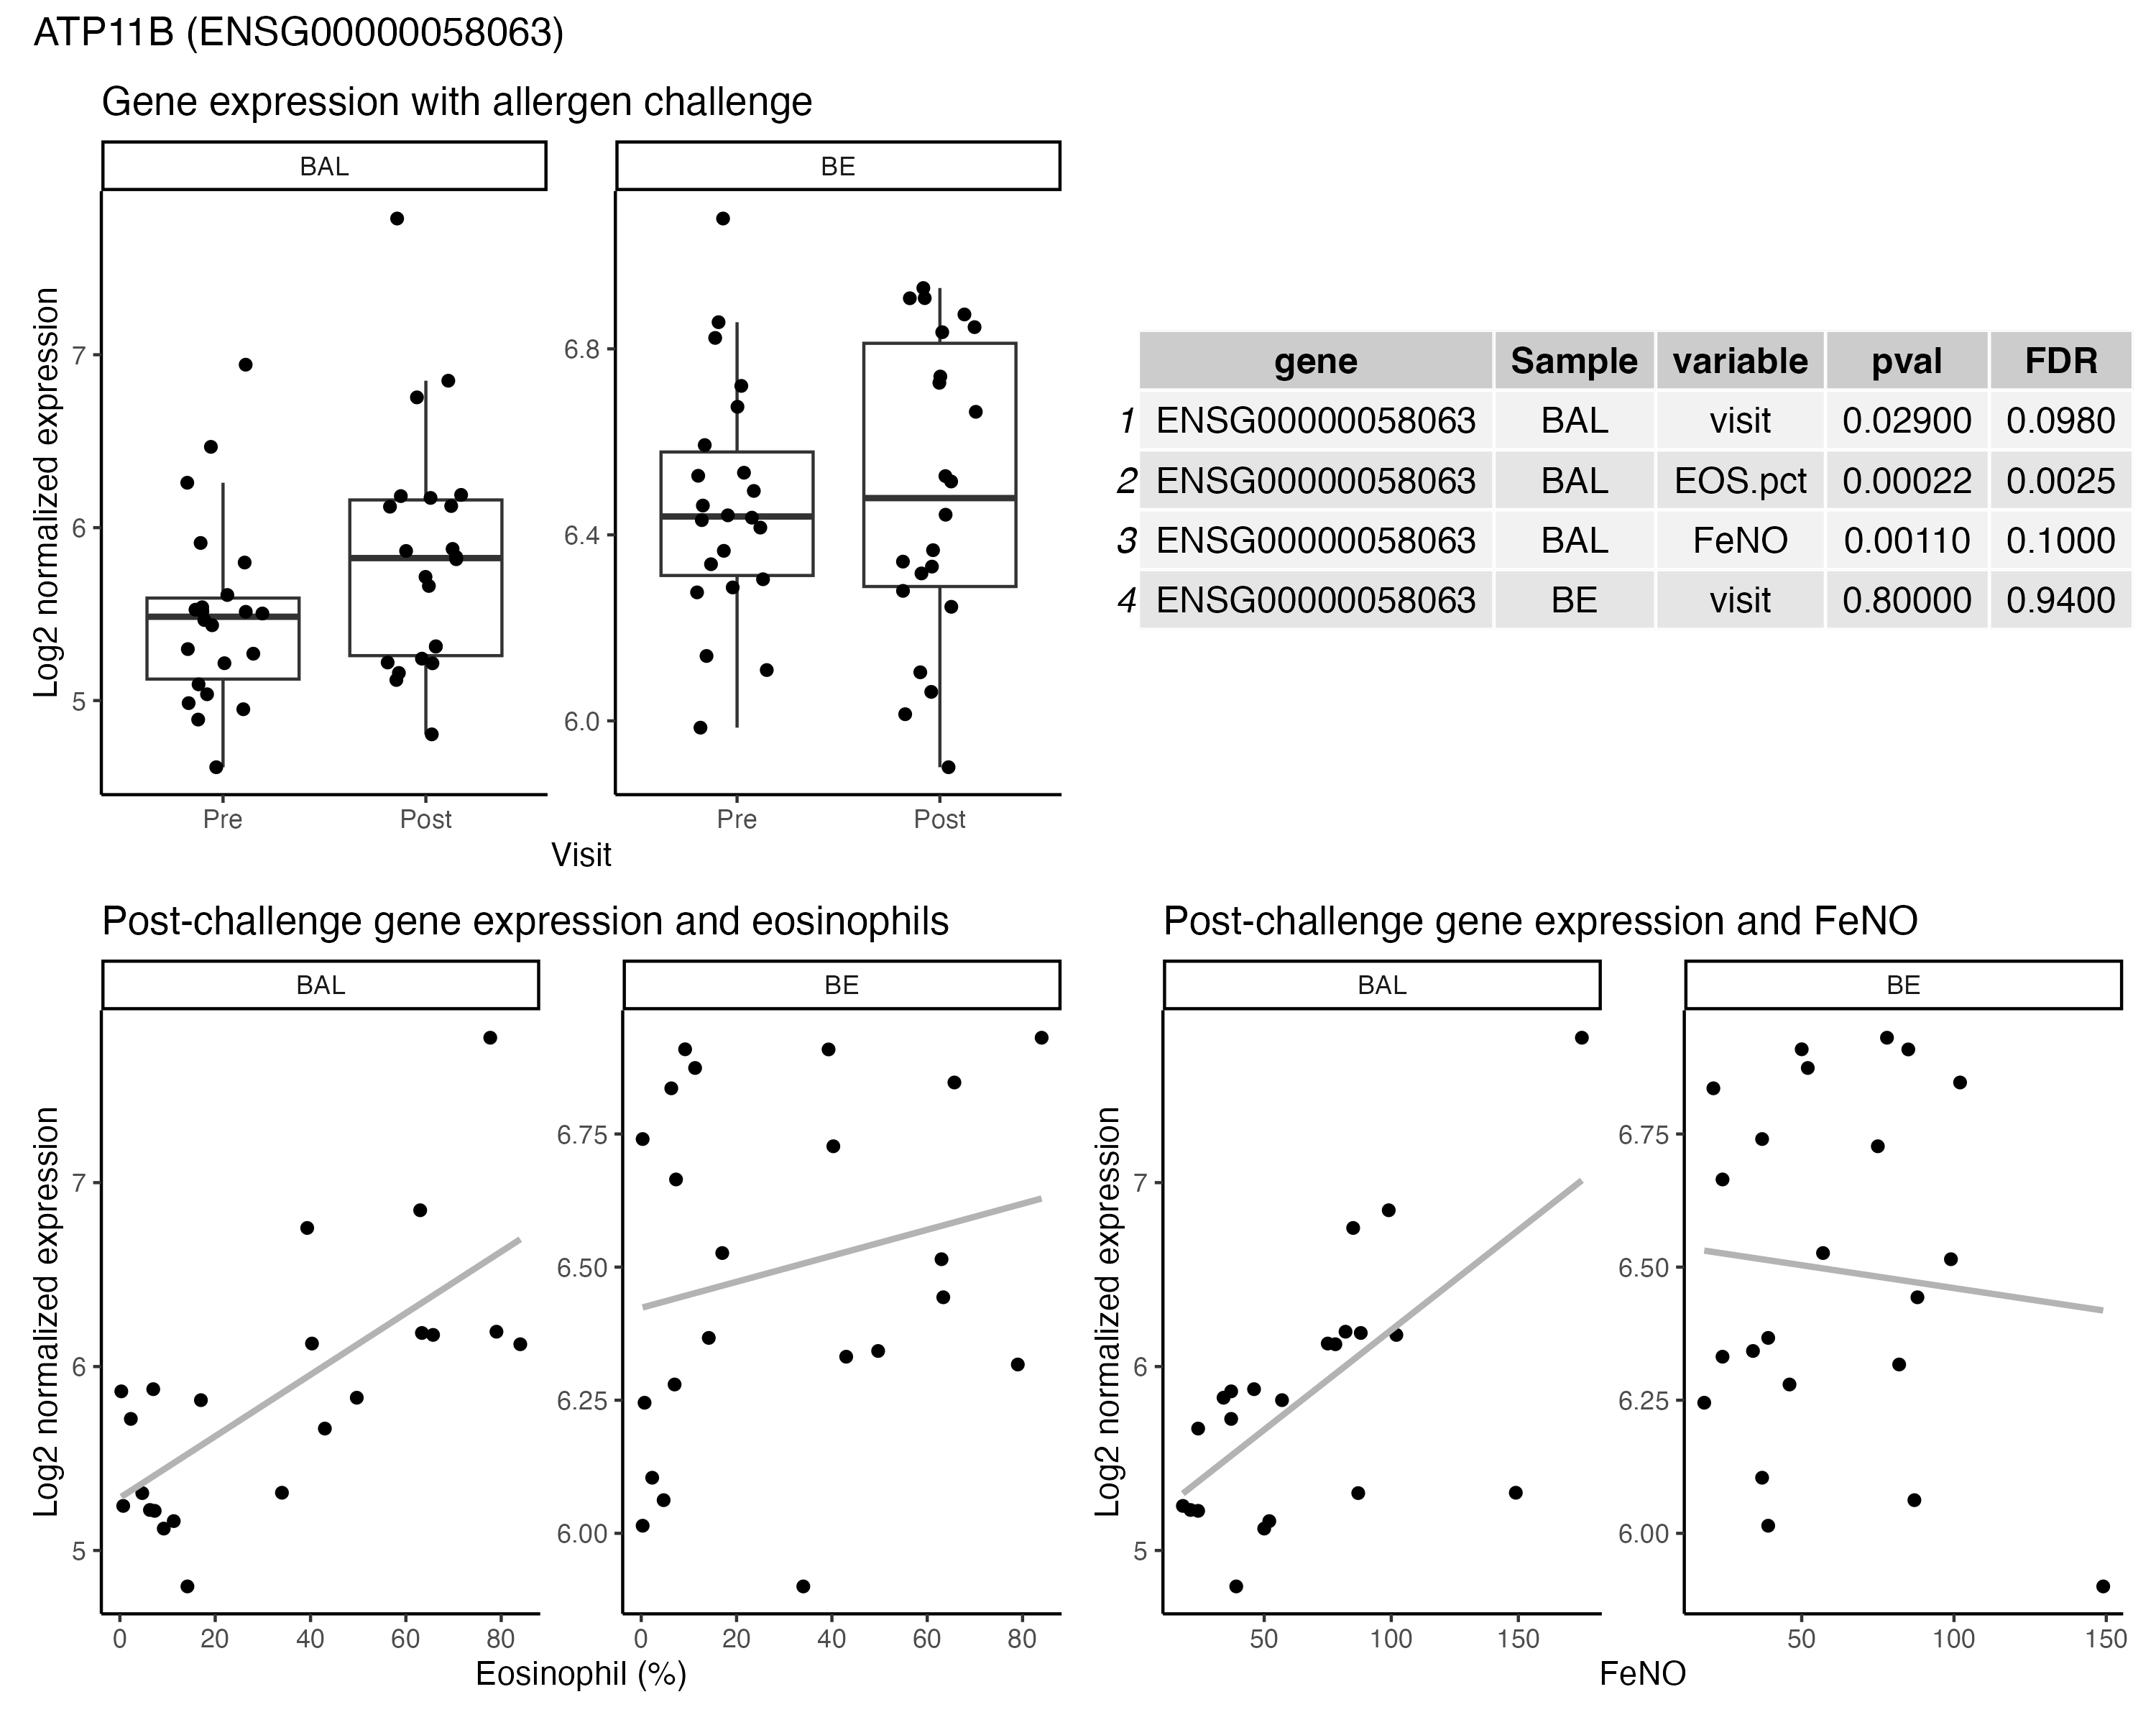 ATP11B (ENSG00000058063)
Gene expression with allergen challenge
BAL
BE
Log2 normalized expression
7
6
5
6.8
6.4
6.0
Pre
Post
Pre
Post
Visit
gene Sample variable pval FDR
1 ENSG00000058063 BAL visit 0.02900 0.0980
2 ENSG00000058063 BAL EOS.pct 0.00022 0.0025
3 ENSG00000058063 BAL FeNO 0.00110 0.1000
4 ENSG00000058063 BE visit 0.80000 0.9400
Post-challenge gene expression and eosinophils
BAL
BE
Log2 normalized expression
7
6
5
6.75
6.50
6.25
6.00
0 20 40 60 80
0 20 40 60 80
Eosinophil (%)
Post-challenge gene expression and FeNO
BAL
BE
Log2 normalized expression
7
6
5
6.75
6.50
6.25
6.00
50 100 150
50 100 150
FeNO